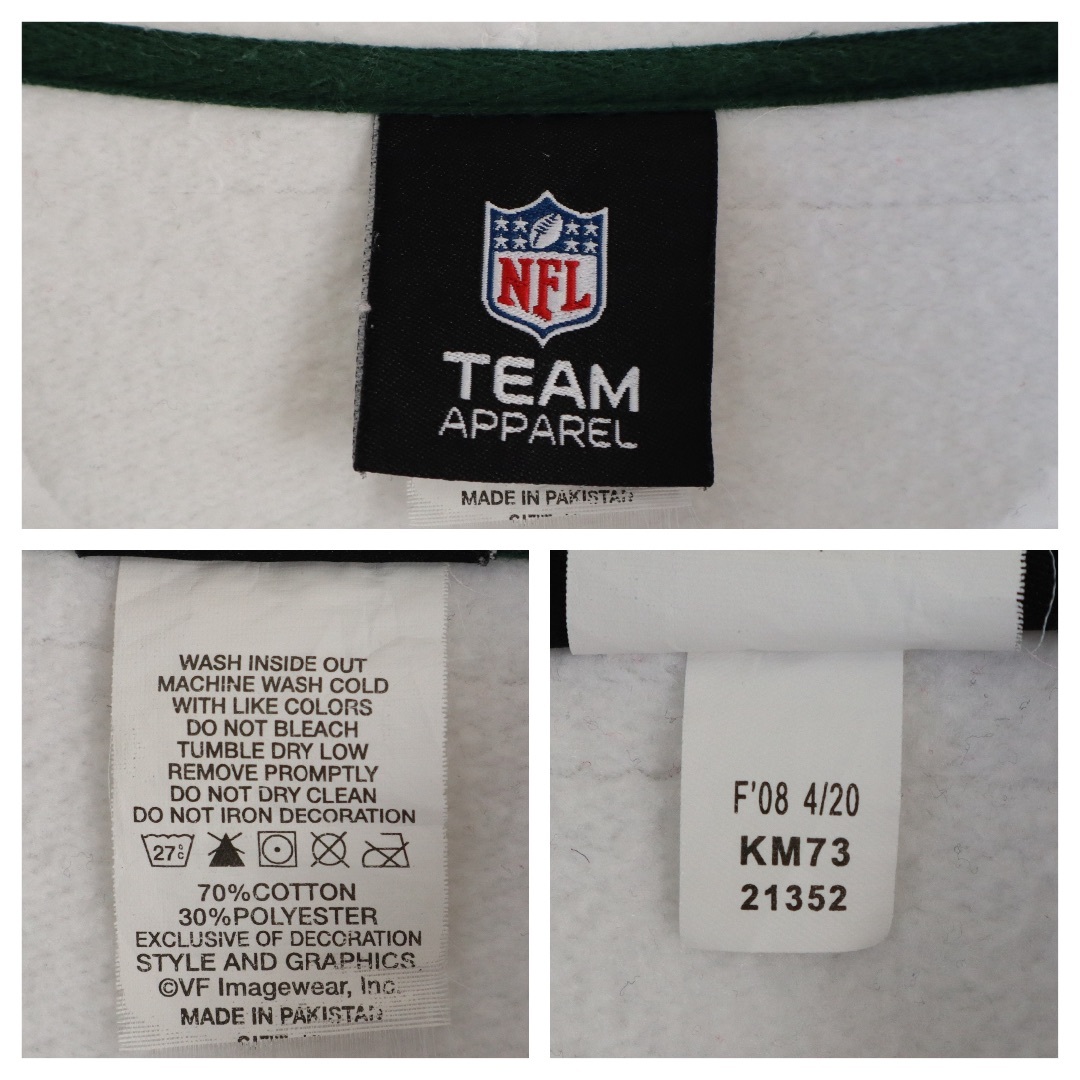 NFL
TEAM
APPAREL
MADE IN PAKISTAN
WASH INSIDE OUT
MACHINE WASH COLD
WITH LIKE COLORS
DO NOT BLEACH
TUMBLE DRY LOW
REMOVE PROMPTLY
DO NOT DRY CLEAN
DO NOT IRON DECORATION
27°C
70%COTTON
30%POLYESTER
EXCLUSIVE OF DECORATION
STYLE AND GRAPHICS.
©VF Imagewear, Inc.
MADE IN PAKISTAN
F'08 4/20
KM73
21352